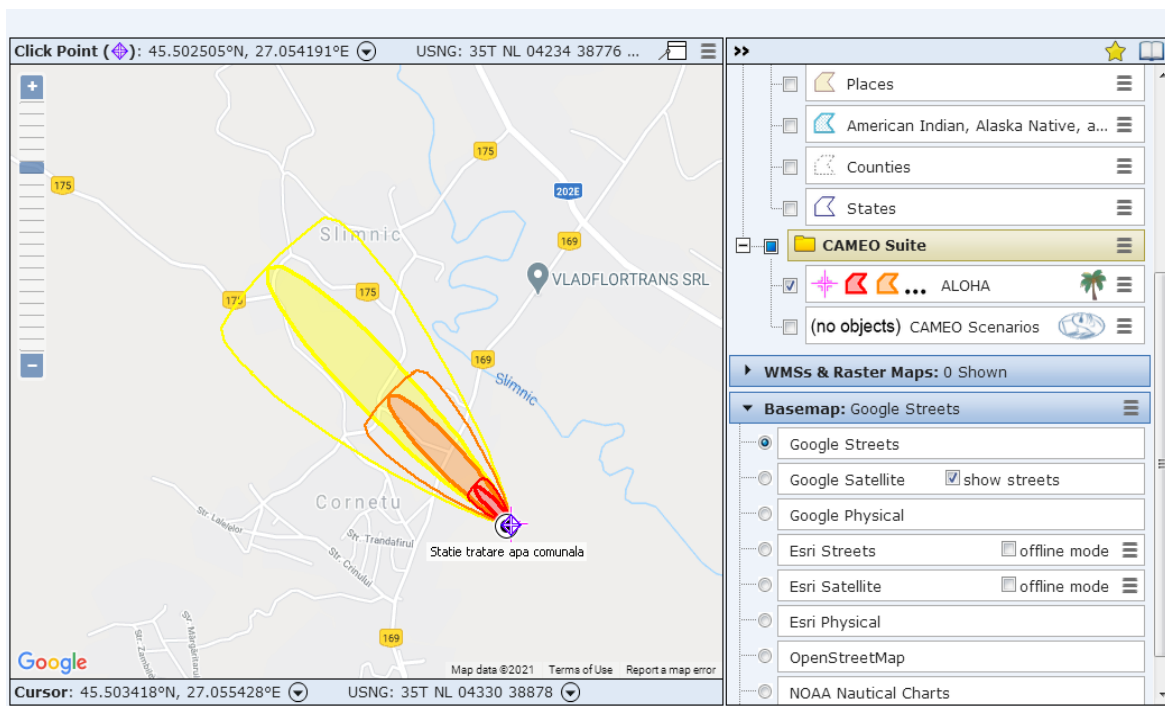 Click Point ( ): 45.502505°N, 27.054191°E USNG: 35T NL 04234 38776 ...
175
175
202E
Slimnic
169
VLADFLORTRANS SRL
175
175
169
Slimnic
Cornetu
Str. Lalelelor
Str. Trandafirul
Statie tratare apa comunala
Str. Crinului
Str. Zambile
169
Google
Map data ©2021 Terms of Use Report a map error
Cursor: 45.503418°N, 27.055428°E USNG: 35T NL 04330 38878
Places
American Indian, Alaska Native, a...
Counties
States
CAMEO Suite
... ALOHA
(no objects) CAMEO Scenarios
WMSs & Raster Maps: 0 Shown
Basemap: Google Streets
Google Streets
Google Satellite show streets
Google Physical
Esri Streets offline mode
Esri Satellite offline mode
Esri Physical
OpenStreetMap
NOAA Nautical Charts